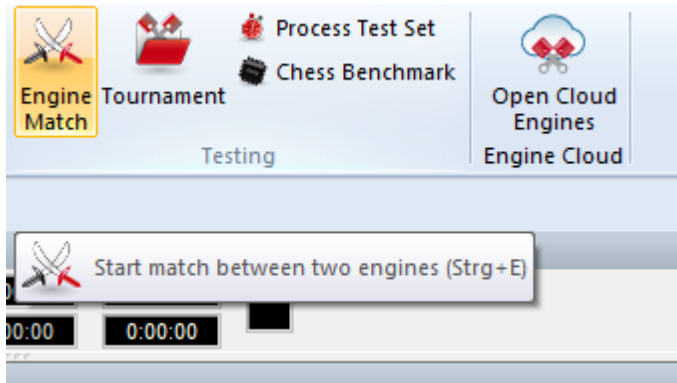 Engine
Match
Tournament
Process Test Set
Chess Benchmark
Testing
Open Cloud
Engines
Engine Cloud
Start match between two engines (Strg+E)
00:00
0:00:00